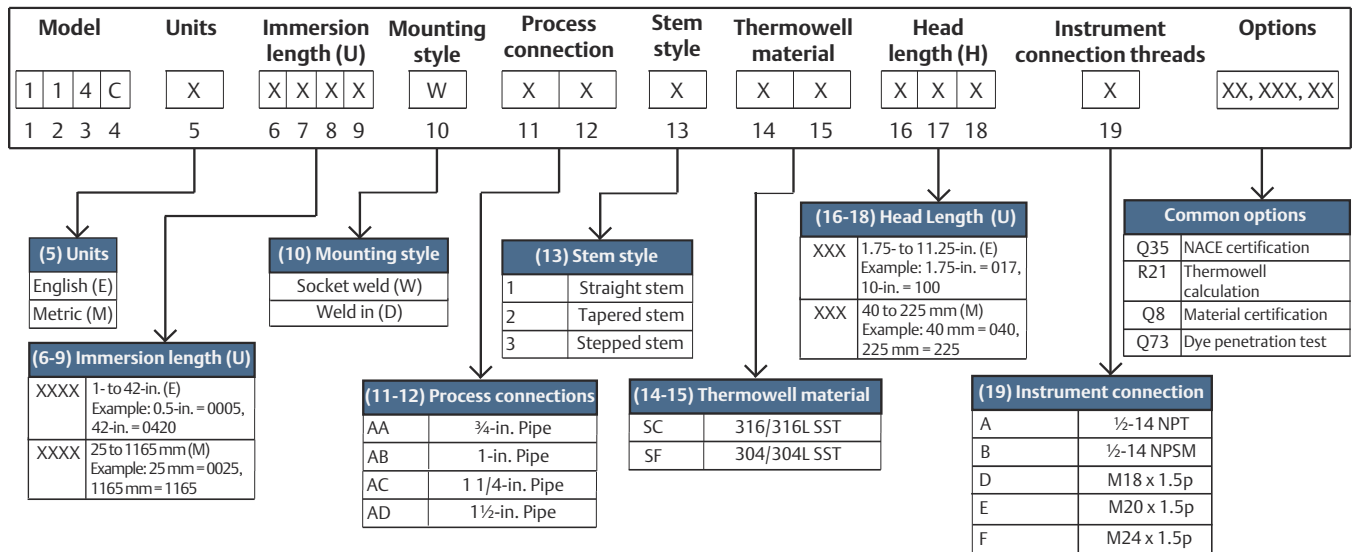 Model
Units
Immersion
length (U)
Mounting
style
Process
connection
Stem
style
Thermowell
material
Head
length (H)
Instrument
connection threads
Options
1 1 4 C
X
X X X X
W
X X
X
X X
X X X
X
XX, XXX, XX
1 2 3 4 5 6 7 8 9 10 11 12 13 14 15 16 17 18 19
(5) Units
English (E)
Metric (M)
(6-9) Immersion length (U)
XXXX 1- to 42-in. (E)
Example: 0.5-in. = 0005,
42-in. = 0420
XXXX 25 to 1165 mm (M)
Example: 25 mm = 0025,
1165 mm = 1165
(10) Mounting style
Socket weld (W)
Weld in (D)
(11-12) Process connections
AA ¾-in. Pipe
AB 1-in. Pipe
AC 1 1/4-in. Pipe
AD 1½-in. Pipe
(13) Stem style
1 Straight stem
2 Tapered stem
3 Stepped stem
(14-15) Thermowell material
SC 316/316L SST
SF 304/304L SST
(16-18) Head Length (U)
XXX 1.75- to 11.25-in. (E)
Example: 1.75-in. = 017,
10-in. = 100
XXX 40 to 225 mm (M)
Example: 40 mm = 040,
225 mm = 225
(19) Instrument connection
A ½-14 NPT
B ½-14 NPSM
D M18 x 1.5p
E M20 x 1.5p
F M24 x 1.5p
Common options
Q35 NACE certification
R21 Thermowell
calculation
Q8 Material certification
Q73 Dye penetration test